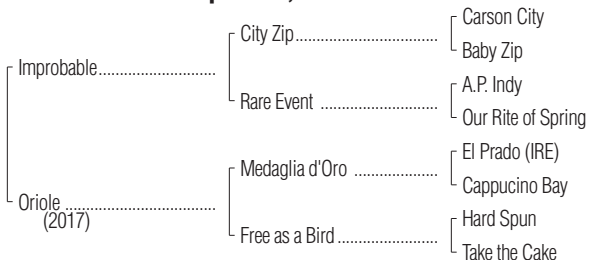 Carson City
City Zip
Baby Zip
Improbable
A.P. Indy
Rare Event
Our Rite of Spring
El Prado (IRE)
Medaglia d'Oro
Cappucino Bay
Oriole
(2017)
Hard Spun
Free as a Bird
Take the Cake